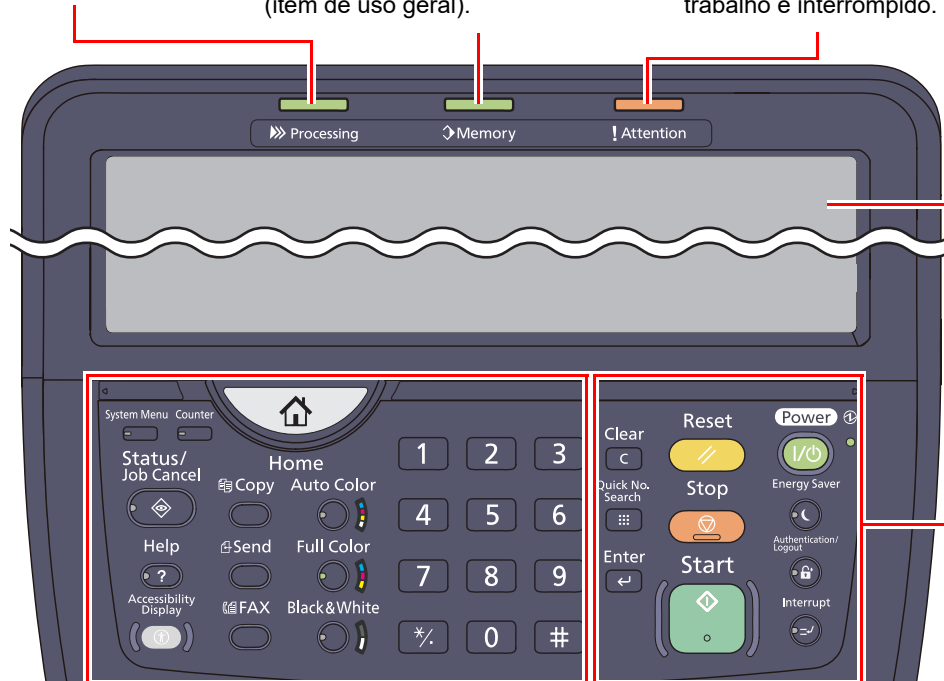 (item de uso geral).
trabalho é interrompido.
Processing
Memory
! Attention
System Menu
Counter
Status/
Job Cancel
Home
Copy
Auto Color
Help
?
Send
Full Color
Accessibility
Display
FAX
Black&White
1 2 3
4 5 6
7 8 9
*/. 0 #
Clear
C
Quick No.
Search
Enter
Reset
Stop
Start
Power
Energy Saver
Authentication/
Logout
Interrupt